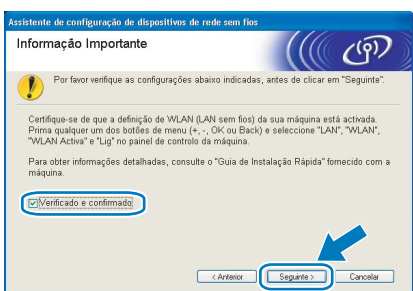 Assistente de configuração de dispositivos de rede sem fios
Informação Importante
Por favor verifique as configurações abaixo indicadas, antes de clicar em "Seguinte".
Certifique-se de que a definição de WLAN (LAN sem fios) da sua máquina está activada.
Prima qualquer um dos botões de menu (+, -, OK ou Back) e seleccione "LAN", "WLAN",
"WLAN Activa" e "Lig" no painel de controlo da máquina.
Para obter informações detalhadas, consulte o "Guia de Instalação Rápida" fornecido com a
máquina.
Verificado e confirmado
< Anterior
Seguinte >
Cancelar